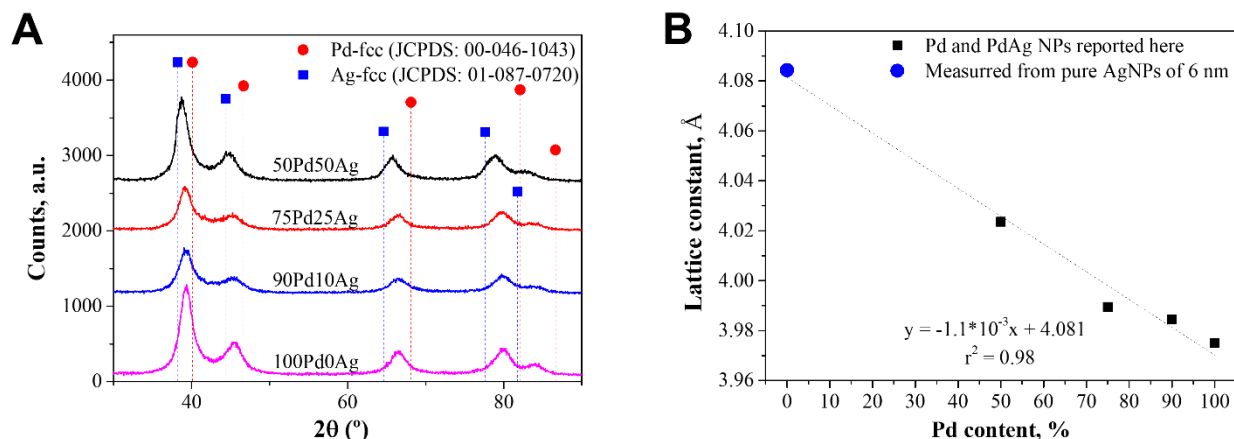 A
Pd-fcc (JCPDS: 00-046-1043)
Ag-fcc (JCPDS: 01-087-0720)
Counts, a.u.
4000
3000
2000
1000
0
50Pd50Ag
75Pd25Ag
90Pd10Ag
100Pd0Ag
40
60
80
2θ (º)
B
Pd and PdAg NPs reported here
Measurred from pure AgNPs of 6 nm
Lattice constant, Å
4.10
4.08
4.06
4.04
4.02
4.00
3.98
3.96
y = -1.1*10⁻³x + 4.081
r² = 0.98
0 10 20 30 40 50 60 70 80 90 100
Pd content, %